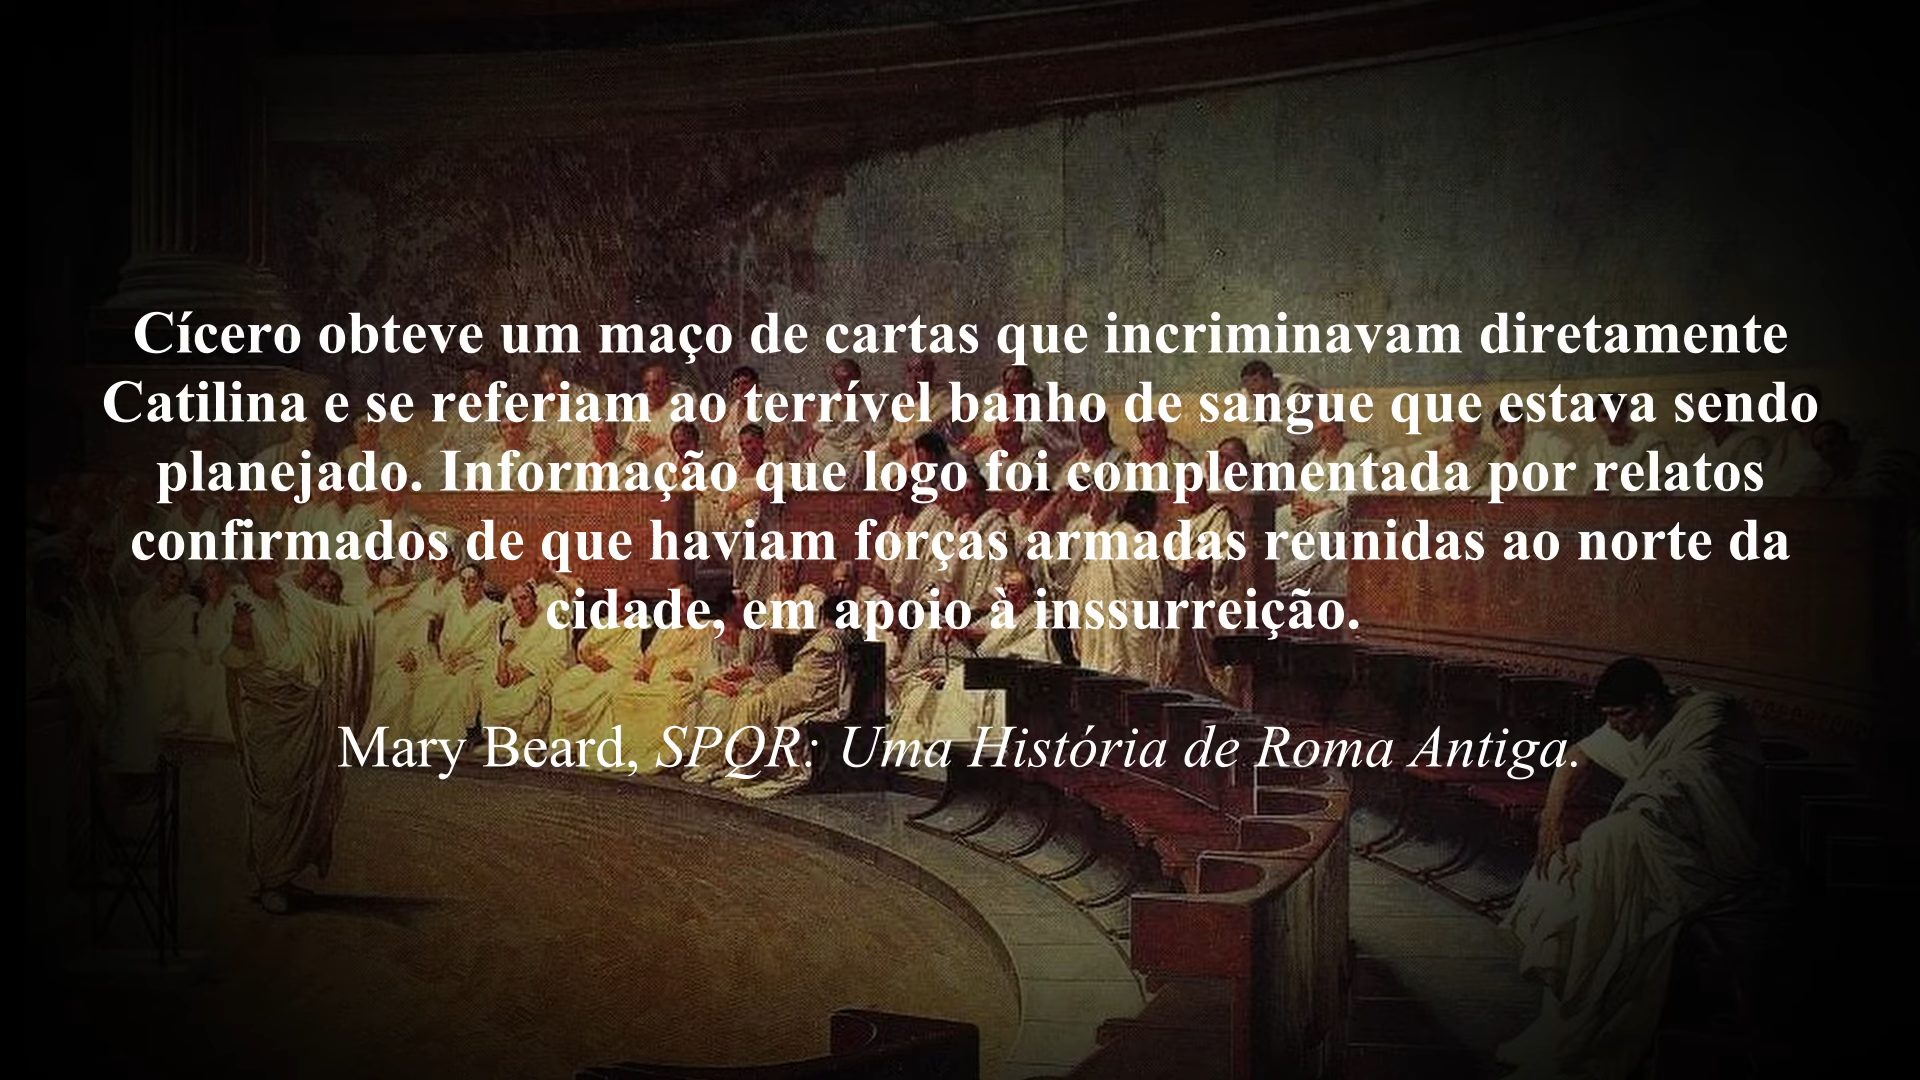 Cícero obteve um maço de cartas que incriminavam diretamente
Catilina e se referiam ao terrível banho de sangue que estava sendo
planejado. Informação que logo foi complementada por relatos
confirmados de que haviam forças armadas reunidas ao norte da
cidade, em apoio à inssurreição.
Mary Beard, SPQR: Uma História de Roma Antiga.